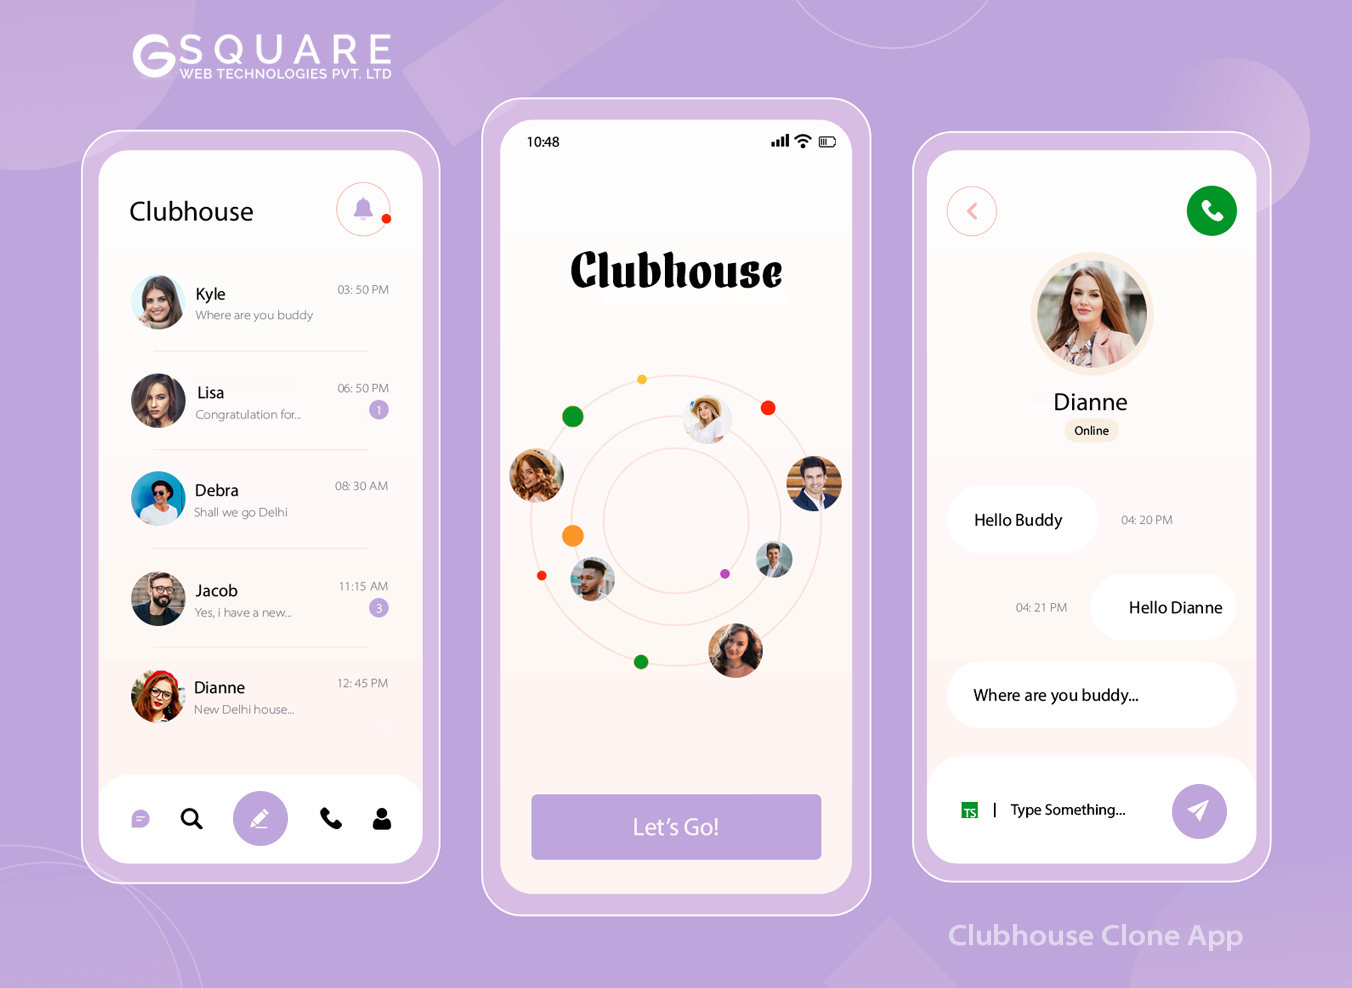 GSQUARE
WEB TECHNOLOGIES PVT. LTD
Clubhouse
Kyle
03: 50 PM
Where are you buddy
Lisa
06: 50 PM
Congratulation for...
1
Debra
08: 30 AM
Shall we go Delhi
Jacob
11:15 AM
Yes, i have a new...
3
Dianne
12: 45 PM
New Delhi house...
10:48
Clubhouse
Let's Go!
Dianne
Online
Hello Buddy
04: 20 PM
04: 21 PM
Hello Dianne
Where are you buddy...
TS
Type Something...
Clubhouse Clone App